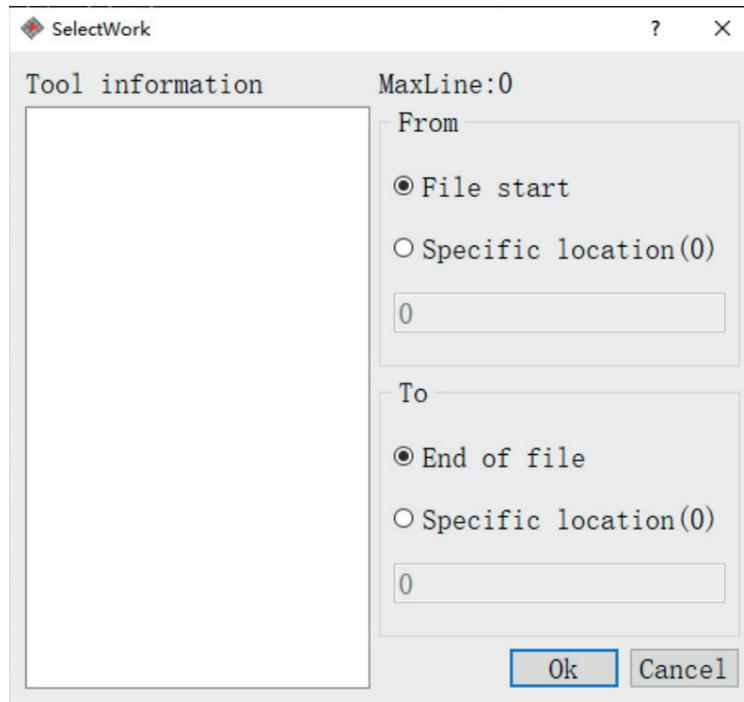 SelectWork
Tool information
MaxLine:0
From
File start
Specific location(0)
0
To
End of file
Specific location(0)
0
Ok
Cancel